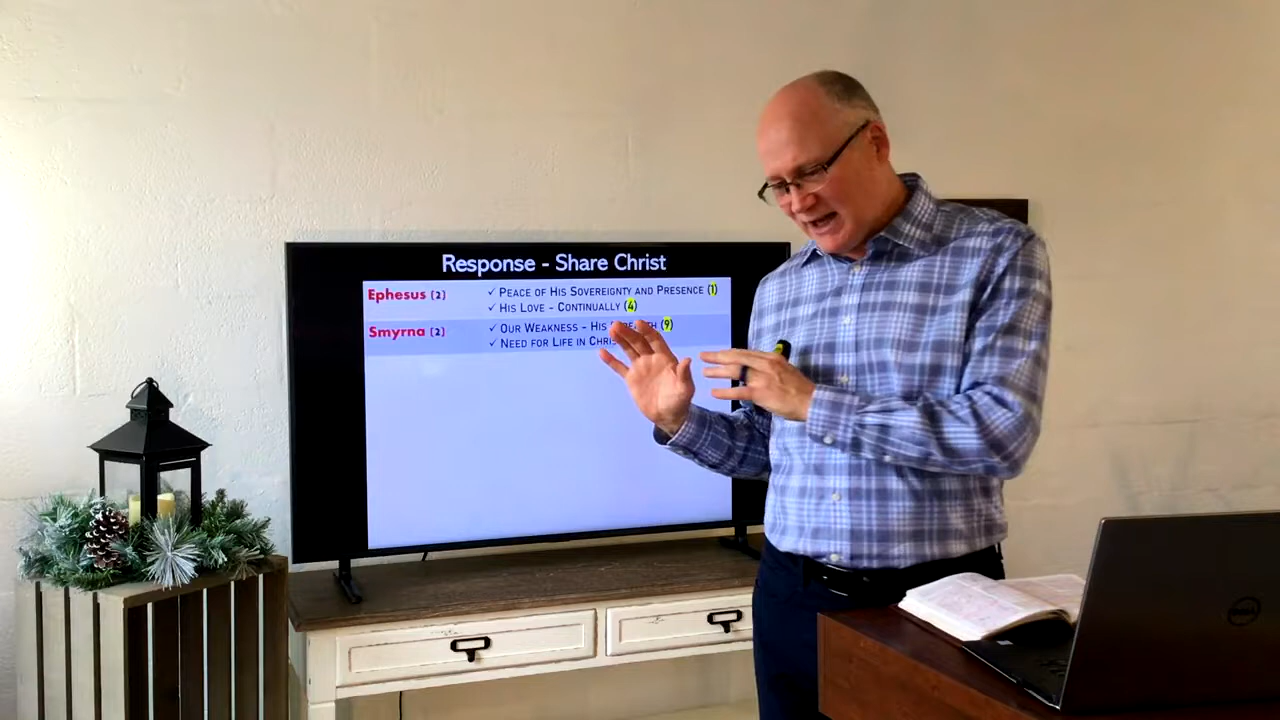 Response - Share Christ
Ephesus (2)
✓ Peace of His Sovereignty and Presence (1)
✓ His Love - Continually (4)
Smyrna (2)
✓ Our Weakness - His (9)
✓ Need for Life in
DELL